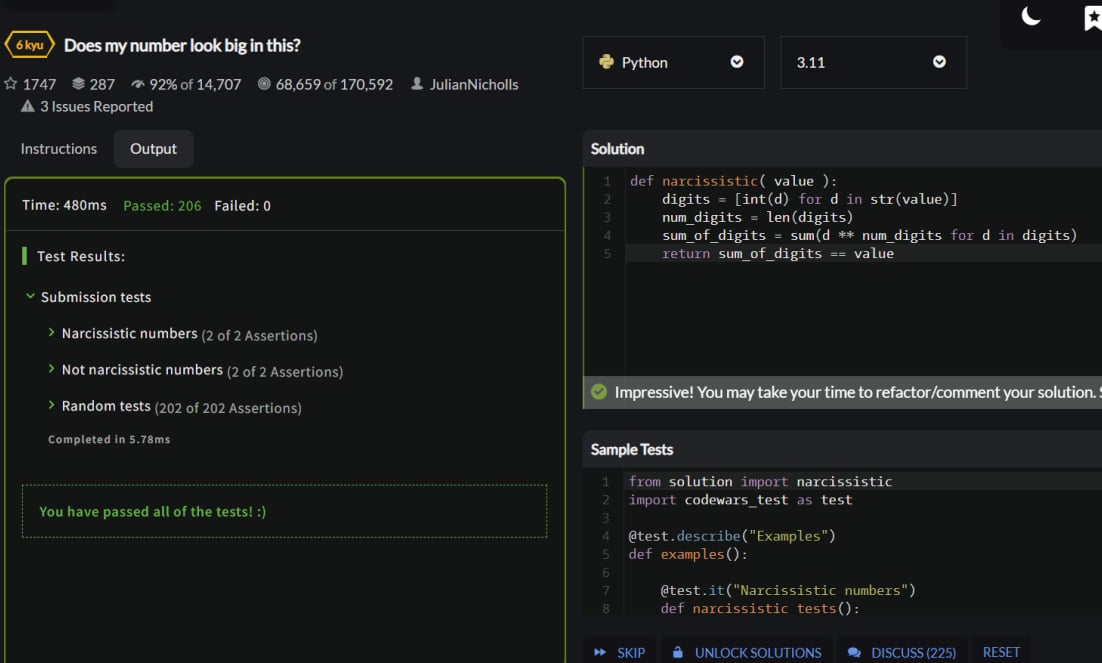 6 kyu Does my number look big in this?
1747 287 92% of 14,707 68,659 of 170,592 JulianNicholls
3 Issues Reported
Instructions Output
Time: 480ms Passed: 206 Failed: 0
Test Results:
Submission tests
Narcissistic numbers (2 of 2 Assertions)
Not narcissistic numbers (2 of 2 Assertions)
Random tests (202 of 202 Assertions)
Completed in 5.78ms
You have passed all of the tests! :)
Python 3.11
Solution
1 def narcissistic( value ):
2     digits = [int(d) for d in str(value)]
3     num_digits = len(digits)
4     sum_of_digits = sum(d ** num_digits for d in digits)
5     return sum_of_digits == value
Impressive! You may take your time to refactor/comment your solution.
Sample Tests
1 from solution import narcissistic
2 import codewars_test as test
3
4 @test.describe("Examples")
5 def examples():
6
7     @test.it("Narcissistic numbers")
8     def narcissistic_tests():
SKIP UNLOCK SOLUTIONS DISCUSS (225) RESET